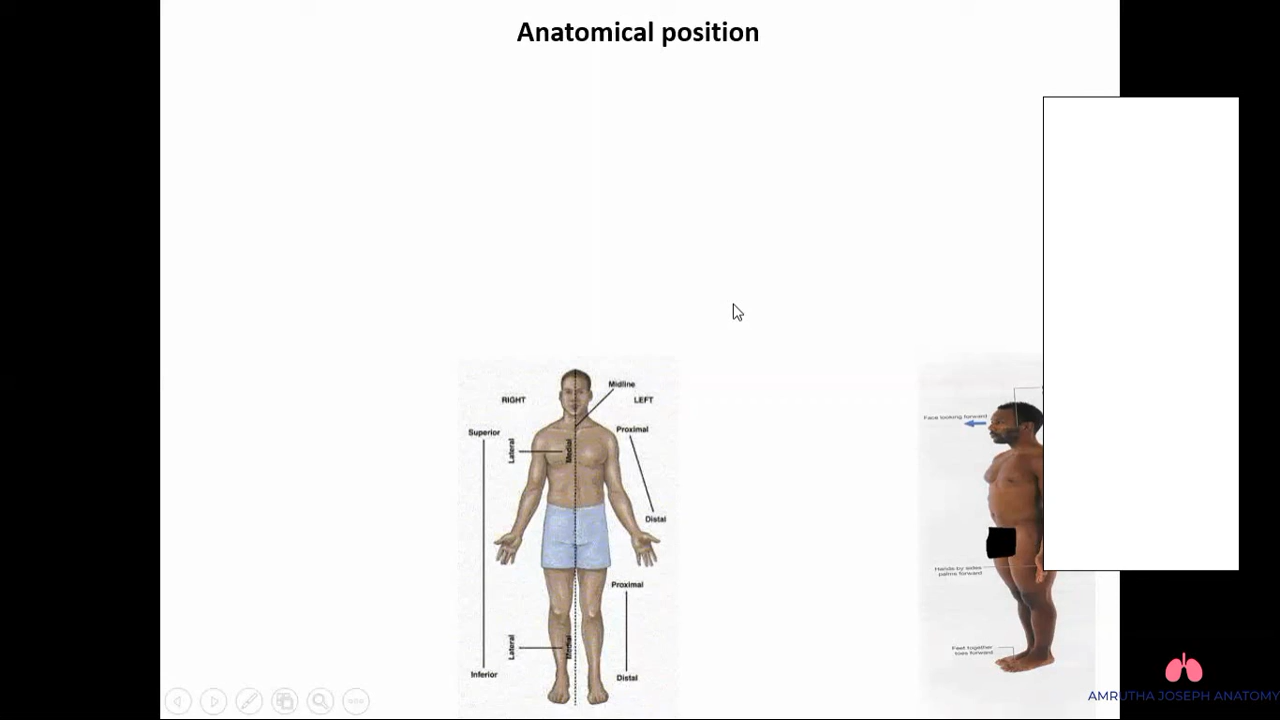 Anatomical position
Midline
RIGHT
LEFT
Superior
Proximal
Lateral
Medial
Distal
Proximal
Lateral
Medial
Inferior
Distal
Face looking forward
Hands by sides
palms forward
Feet together
toes forward
AMRUTHA JOSEPH ANATOMY